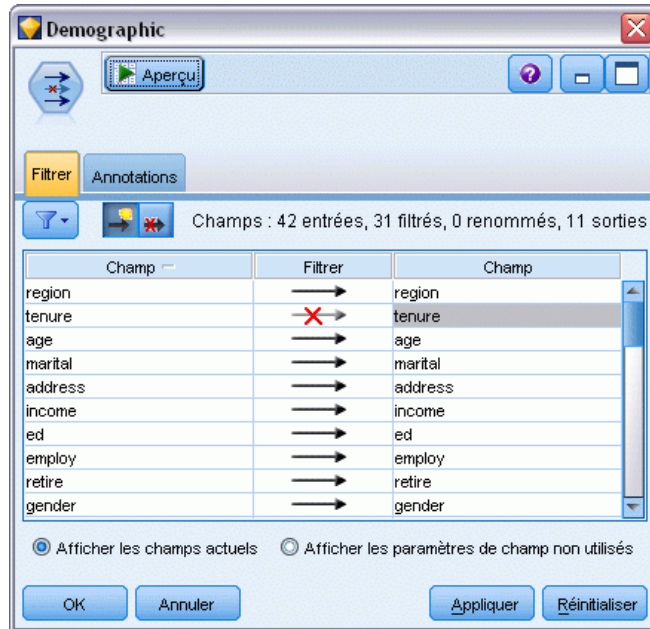 Demographic
Aperçu
Filtrer Annotations
Champs : 42 entrées, 31 filtrés, 0 renommés, 11 sorties
Champ Filtrer Champ
region region
tenure tenure
age age
marital marital
address address
income income
ed ed
employ employ
retire retire
gender gender
Afficher les champs actuels Afficher les paramètres de champ non utilisés
OK Annuler Appliquer Réinitialiser